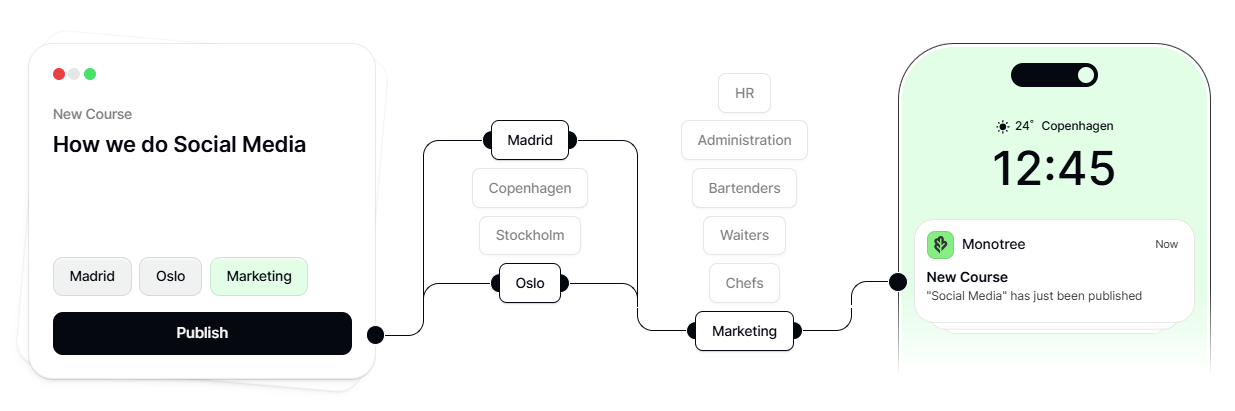 New Course
How we do Social Media
Madrid
Oslo
Marketing
Publish
Madrid
Copenhagen
Stockholm
Oslo
HR
Administration
Bartenders
Waiters
Chefs
Marketing
24° Copenhagen
12:45
Monotree
Now
New Course
"Social Media" has just been published